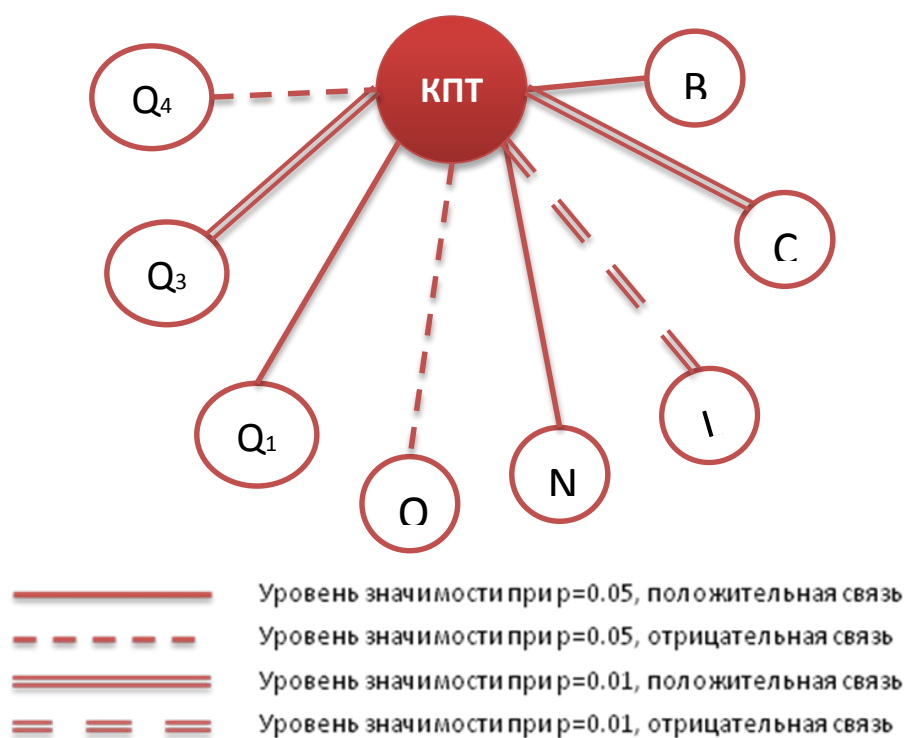 КПТ
B
Q4
C
Q3
I
Q1
N
O
Уровень значимости при p=0.05, положительная связь
Уровень значимости при p=0.05, отрицательная связь
Уровень значимости при p=0.01, положительная связь
Уровень значимости при p=0.01, отрицательная связь